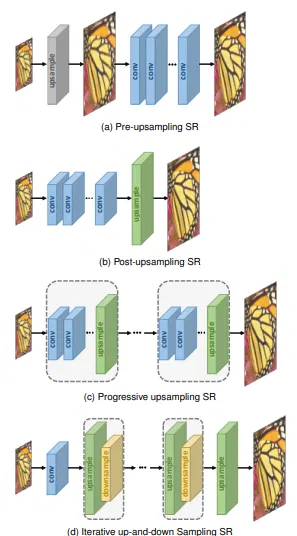 upsample
conv
conv
...
conv
(a) Pre-upsampling SR
conv
conv
...
conv
upsample
(b) Post-upsampling SR
conv
conv
...
upsample
...
conv
conv
...
upsample
(c) Progressive upsampling SR
conv
upsample
downsample
...
upsample
downsample
upsample
(d) Iterative up-and-down Sampling SR